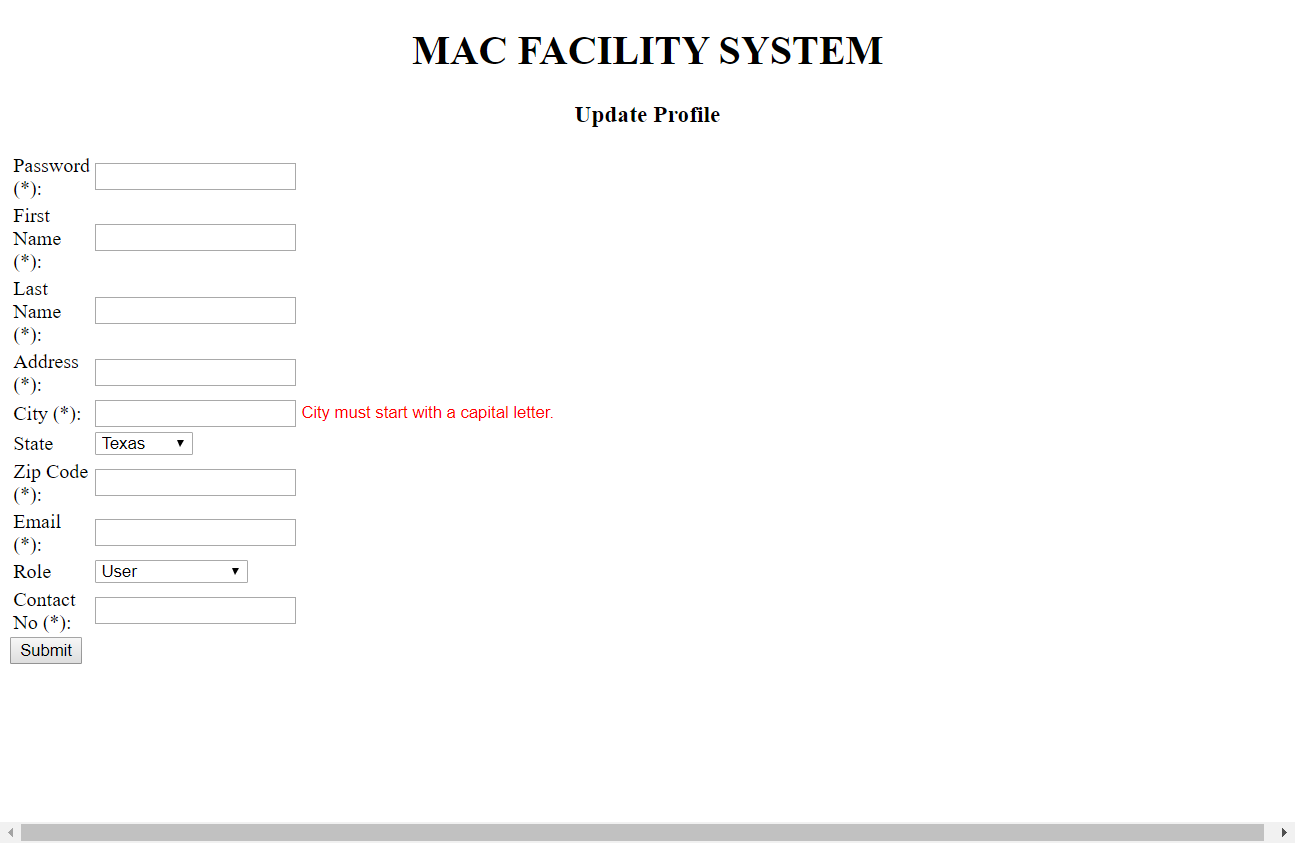 MAC FACILITY SYSTEM
Update Profile
Password
(*):
First
Name
(*):
Last
Name
(*):
Address
(*):
City (*): City must start with a capital letter.
State Texas
Zip Code
(*):
Email
(*):
Role User
Contact
No (*):
Submit